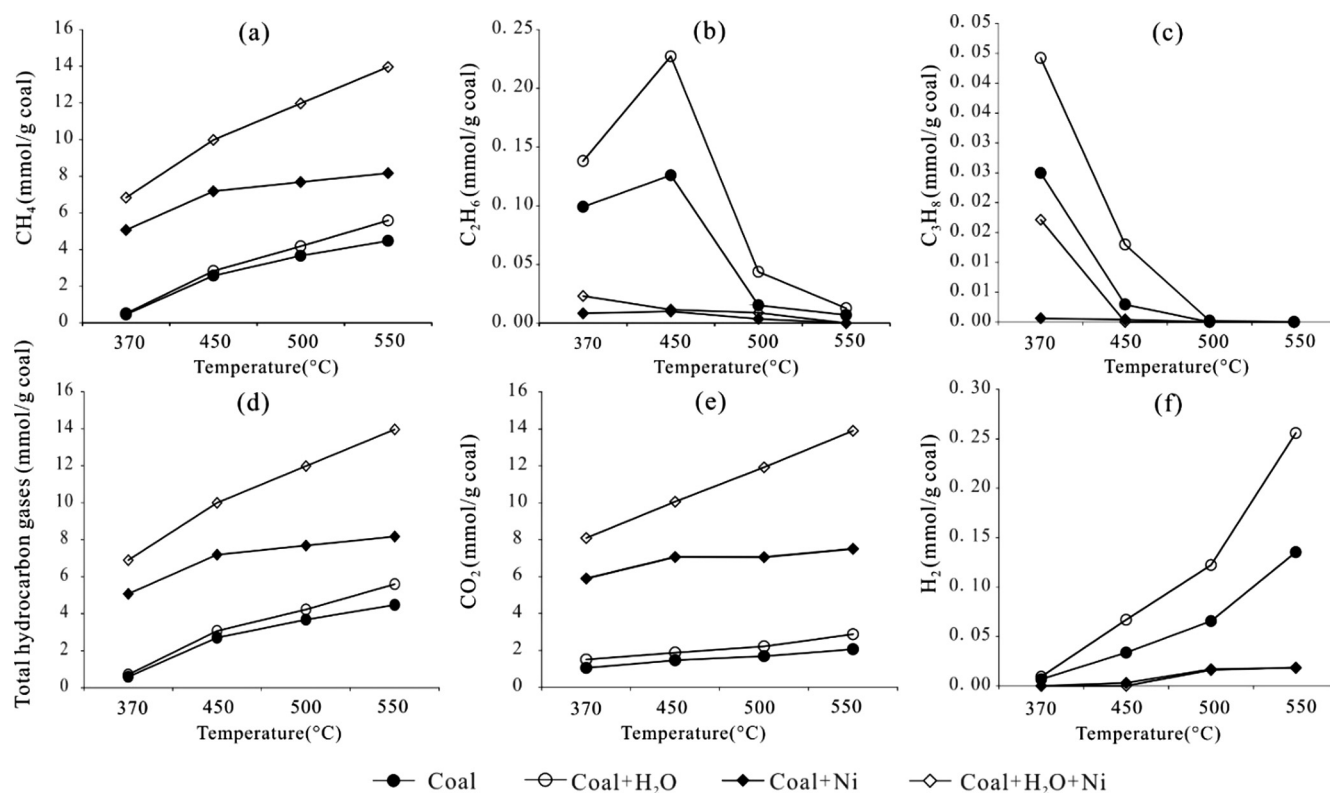 (a)
CH4 (mmol/g coal)
16
14
12
10
8
6
4
2
0
370 450 500 550
Temperature(°C)
(b)
C2H6 (mmol/g coal)
0. 25
0. 20
0. 15
0. 10
0. 05
0. 00
370 450 500 550
Temperature(°C)
(c)
C3H8 (mmol/g coal)
0. 05
0. 05
0. 04
0. 04
0. 03
0. 03
0. 02
0. 02
0. 01
0. 01
0. 00
370 450 500 550
Temperature(°C)
(d)
Total hydrocarbon gases (mmol/g coal)
16
14
12
10
8
6
4
2
0
370 450 500 550
Temperature(°C)
(e)
CO2 (mmol/g coal)
16
14
12
10
8
6
4
2
0
370 450 500 550
Temperature(°C)
(f)
H2 (mmol/g coal)
0. 30
0. 25
0. 20
0. 15
0. 10
0. 05
0. 00
370 450 500 550
Temperature(°C)
Coal Coal+H2O Coal+Ni Coal+H2O+Ni